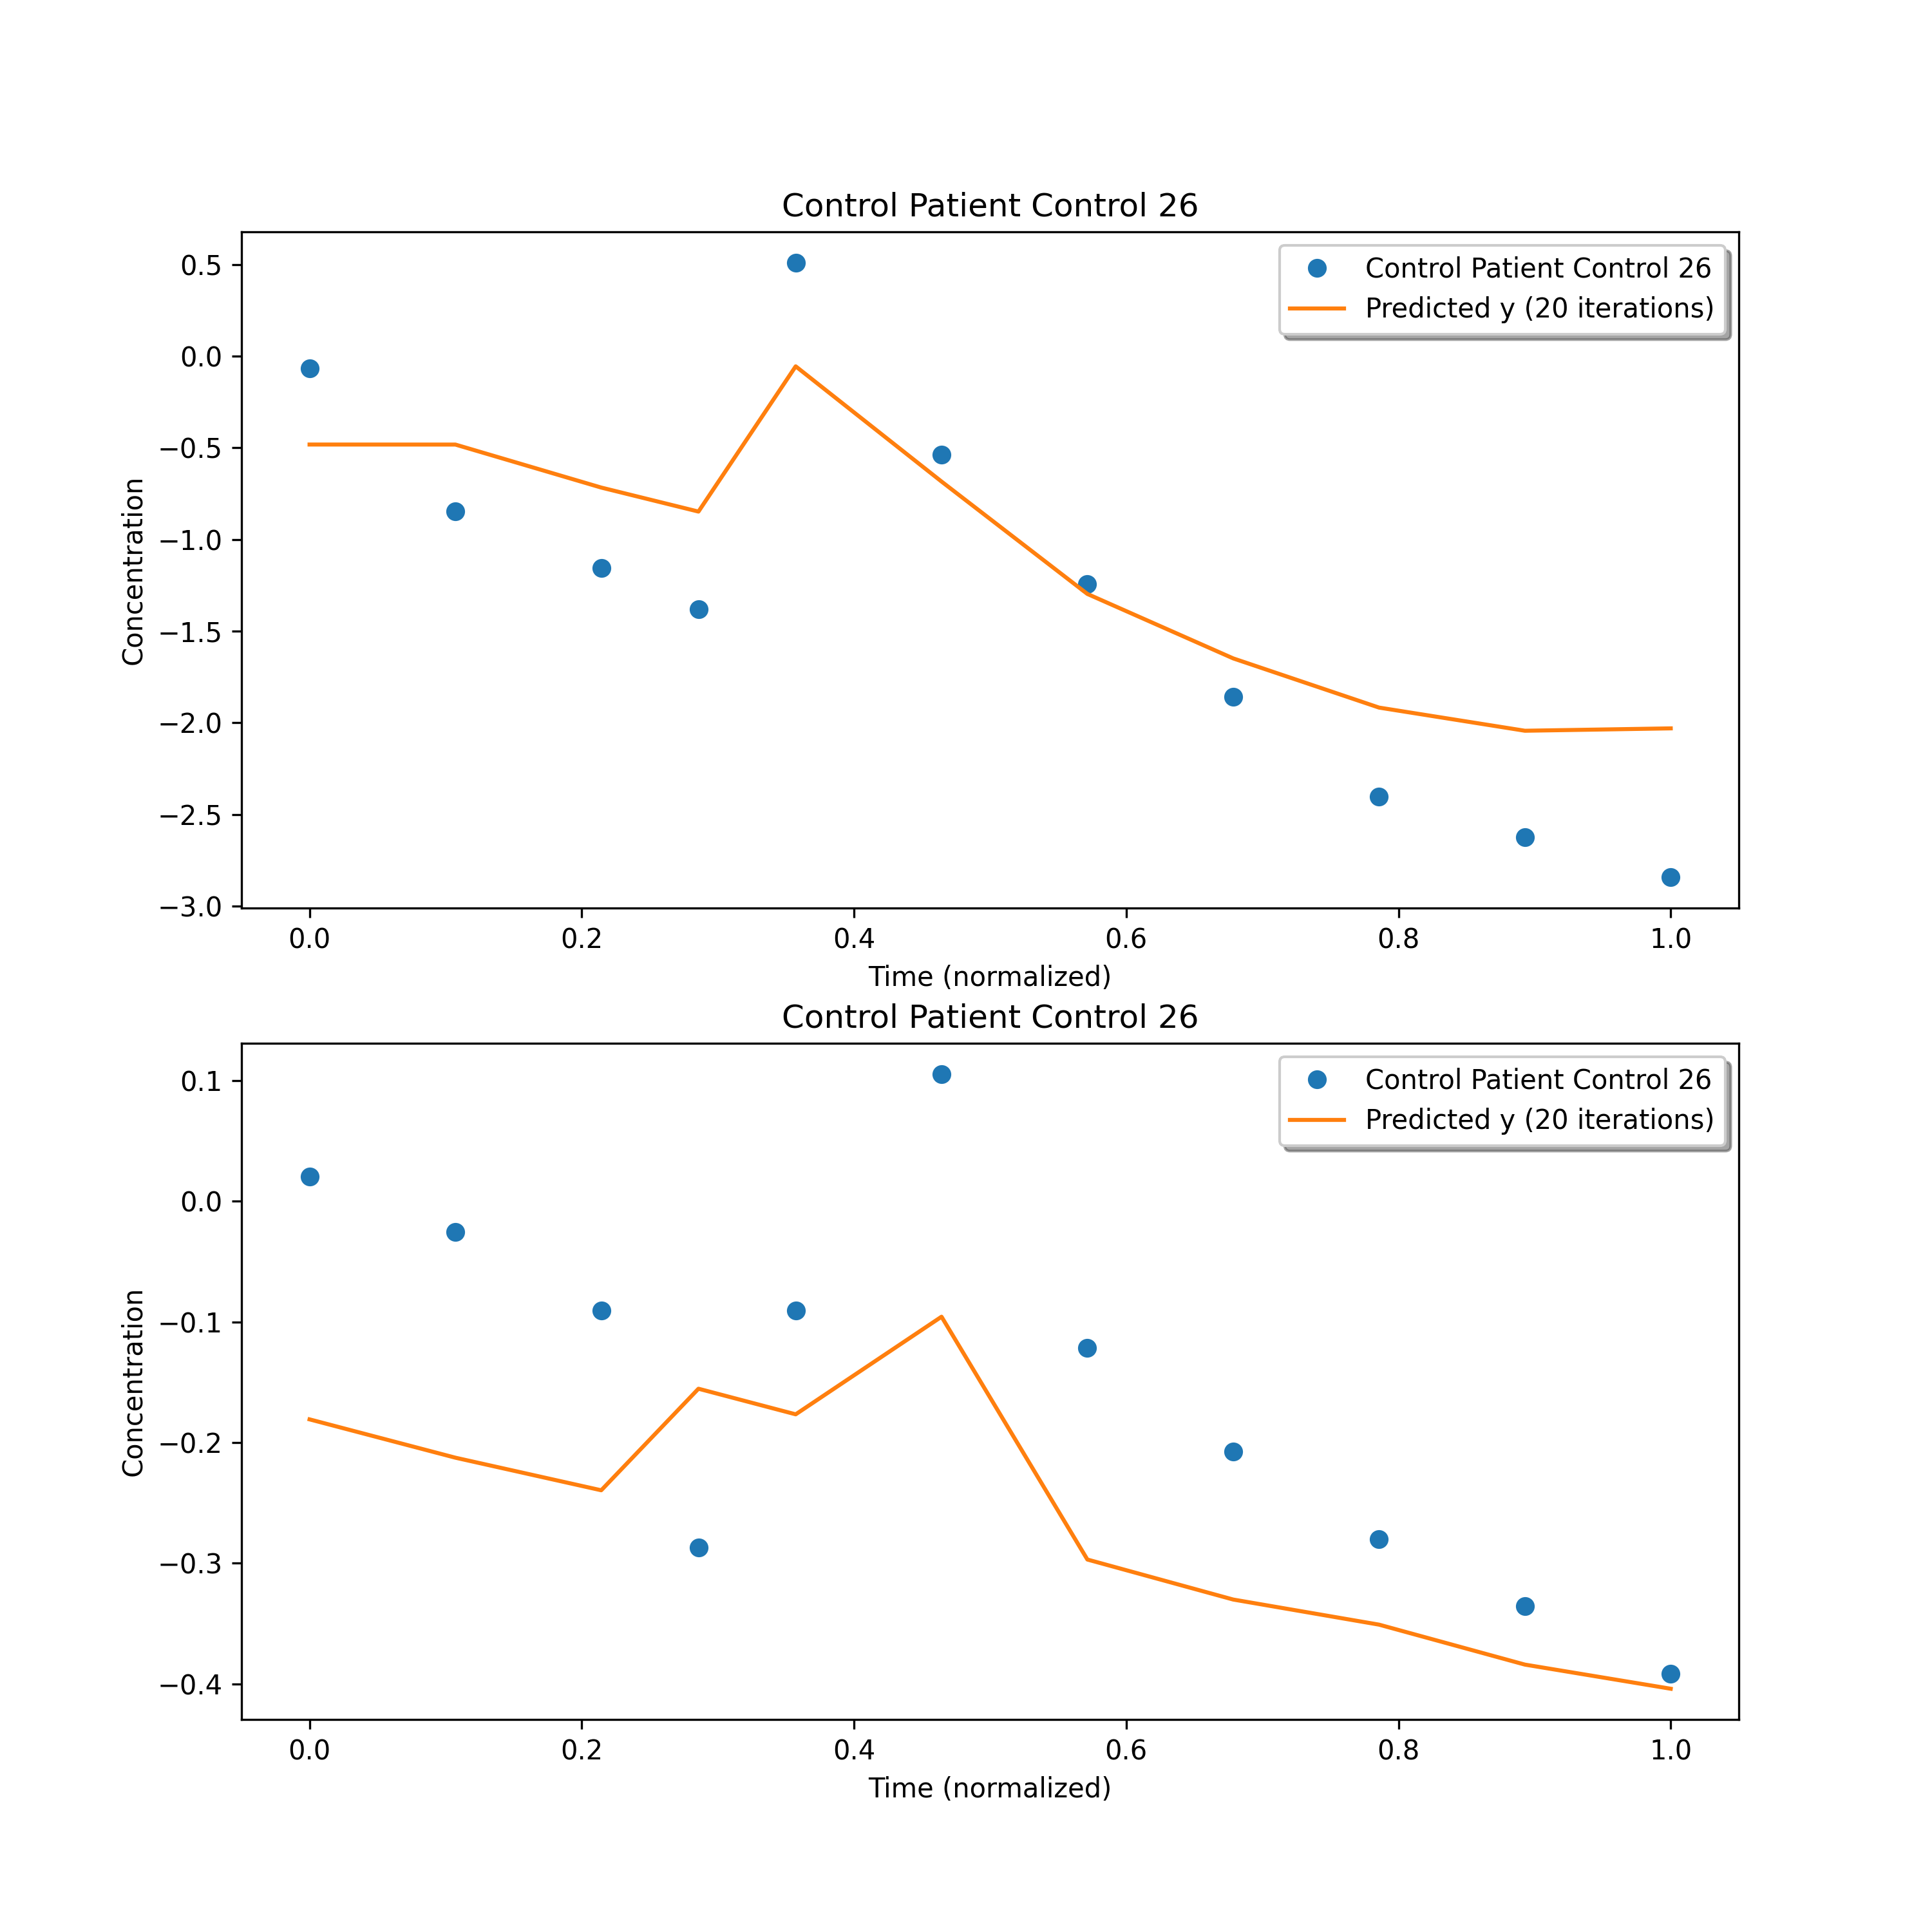 Control Patient Control 26
Control Patient Control 26
Predicted y (20 iterations)
0.5
0.0
−0.5
−1.0
−1.5
−2.0
−2.5
−3.0
Concentration
0.0 0.2 0.4 0.6 0.8 1.0
Time (normalized)
Control Patient Control 26
Control Patient Control 26
Predicted y (20 iterations)
0.1
0.0
−0.1
−0.2
−0.3
−0.4
Concentration
0.0 0.2 0.4 0.6 0.8 1.0
Time (normalized)